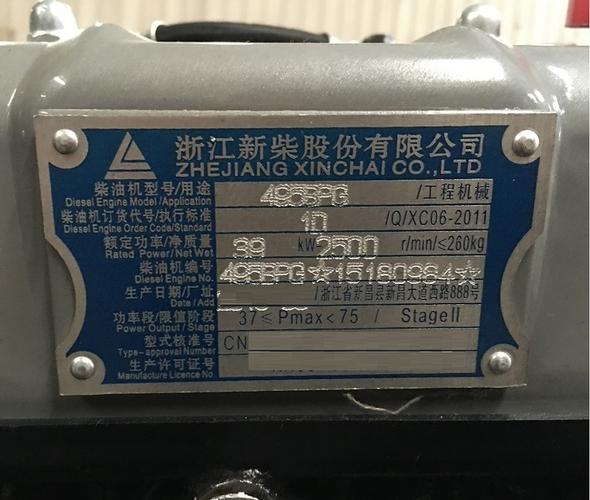 浙江新柴股份有限公司
ZHEJIANG XINCHAI CO.,LTD
柴油机型号/用途 495BPG /工程机械
Diesel Engine Model/Application
柴油机订货代号/执行标准 1D /Q/XC06-2011
Diesel Engine Order Code/Standard
额定功率/净质量 39 kW 2500 r/min/≤260kg
Rated Power/Net Wet
柴油机编号 495BPG☆☆15180984☆☆
Diesel Engine No.
生产日期/厂址 /浙江省新昌县新昌大道西路888号
Date/Add
功率段/限值阶段 37≤Pmax<75 / StageⅡ
Power Output/Stage
型式核准号 CN
Type-approval Number
生产许可证号
Manufacture Licence No